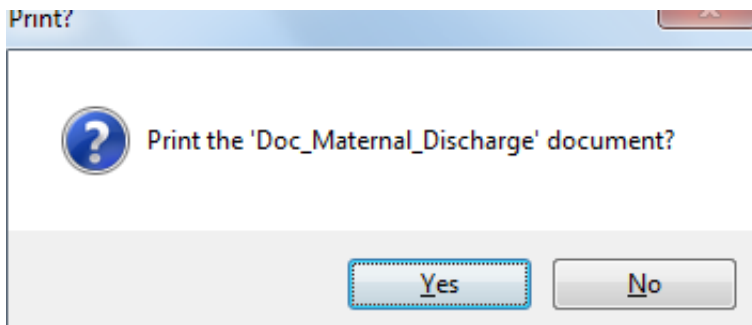 Print?
Print the 'Doc_Maternal_Discharge' document?
Yes
No